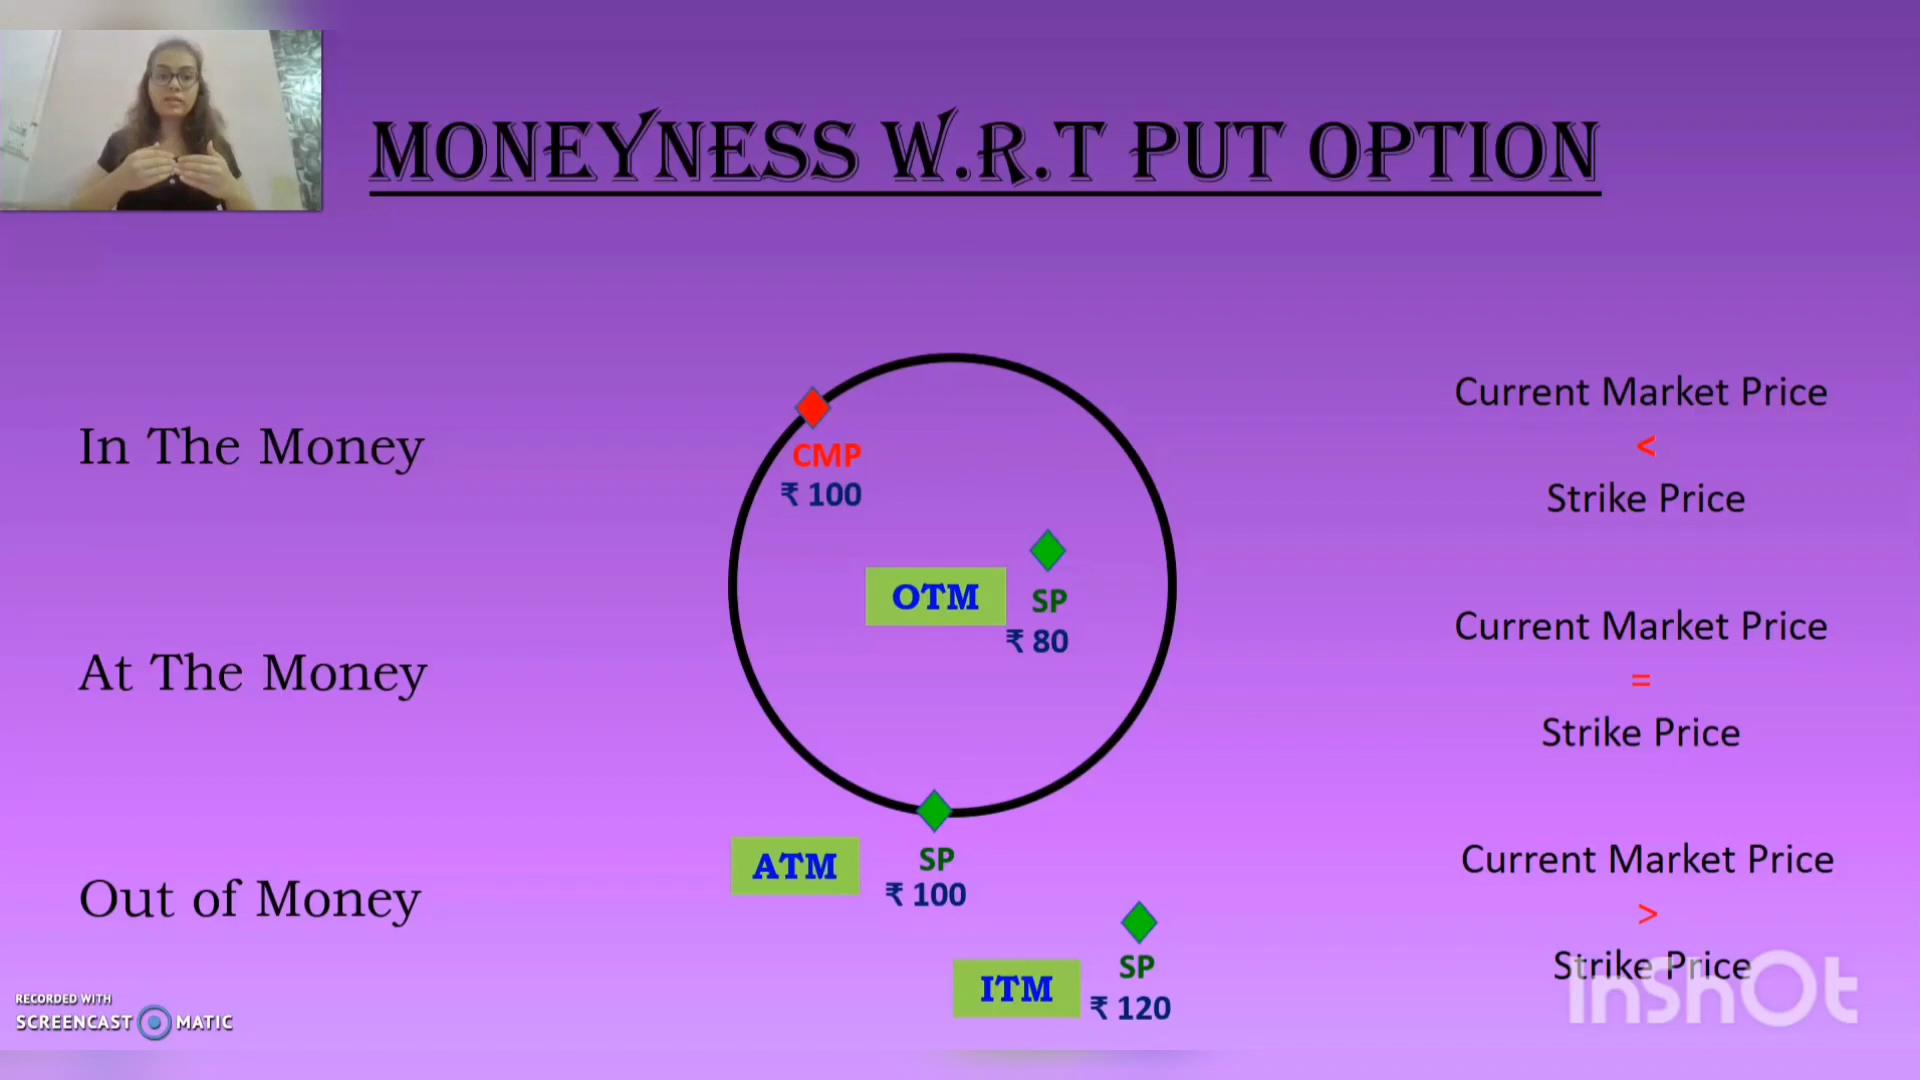 MONEYNESS W.R.T PUT OPTION
In The Money
At The Money
Out of Money
CMP
₹ 100
OTM
SP
₹ 80
ATM
SP
₹ 100
ITM
SP
₹ 120
Current Market Price
<
Strike Price
Current Market Price
=
Strike Price
Current Market Price
>
Strike Price
RECORDED WITH
SCREENCAST MATIC
InShOt